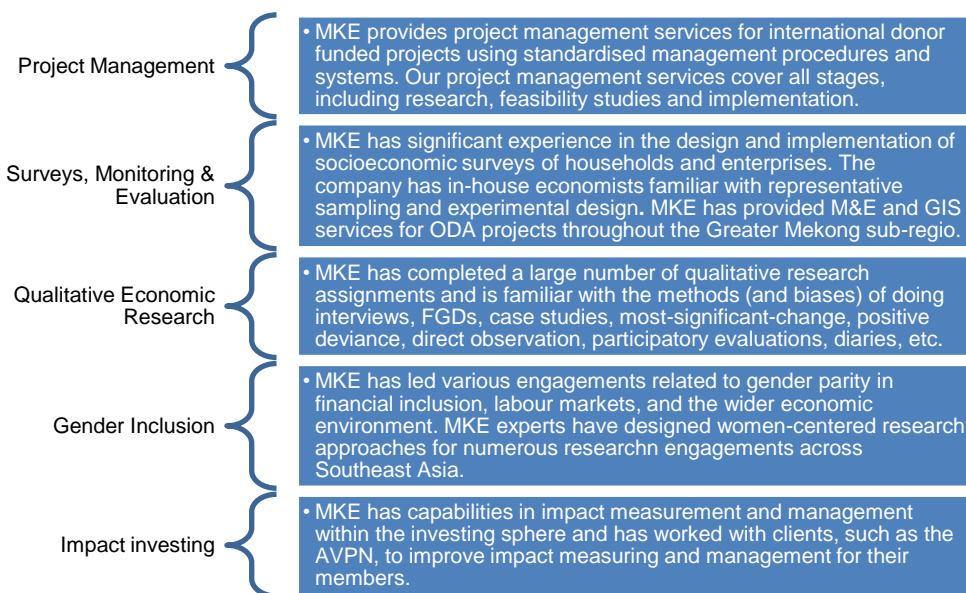 Project Management
• MKE provides project management services for international donor
funded projects using standardised management procedures and
systems. Our project management services cover all stages,
including research, feasibility studies and implementation.
Surveys, Monitoring &
Evaluation
• MKE has significant experience in the design and implementation of
socioeconomic surveys of households and enterprises. The
company has in-house economists familiar with representative
sampling and experimental design. MKE has provided M&E and GIS
services for ODA projects throughout the Greater Mekong sub-regio.
Qualitative Economic
Research
• MKE has completed a large number of qualitative research
assignments and is familiar with the methods (and biases) of doing
interviews, FGDs, case studies, most-significant-change, positive
deviance, direct observation, participatory evaluations, diaries, etc.
Gender Inclusion
• MKE has led various engagements related to gender parity in
financial inclusion, labour markets, and the wider economic
environment. MKE experts have designed women-centered research
approaches for numerous researchn engagements across
Southeast Asia.
Impact investing
• MKE has capabilities in impact measurement and management
within the investing sphere and has worked with clients, such as the
AVPN, to improve impact measuring and management for their
members.